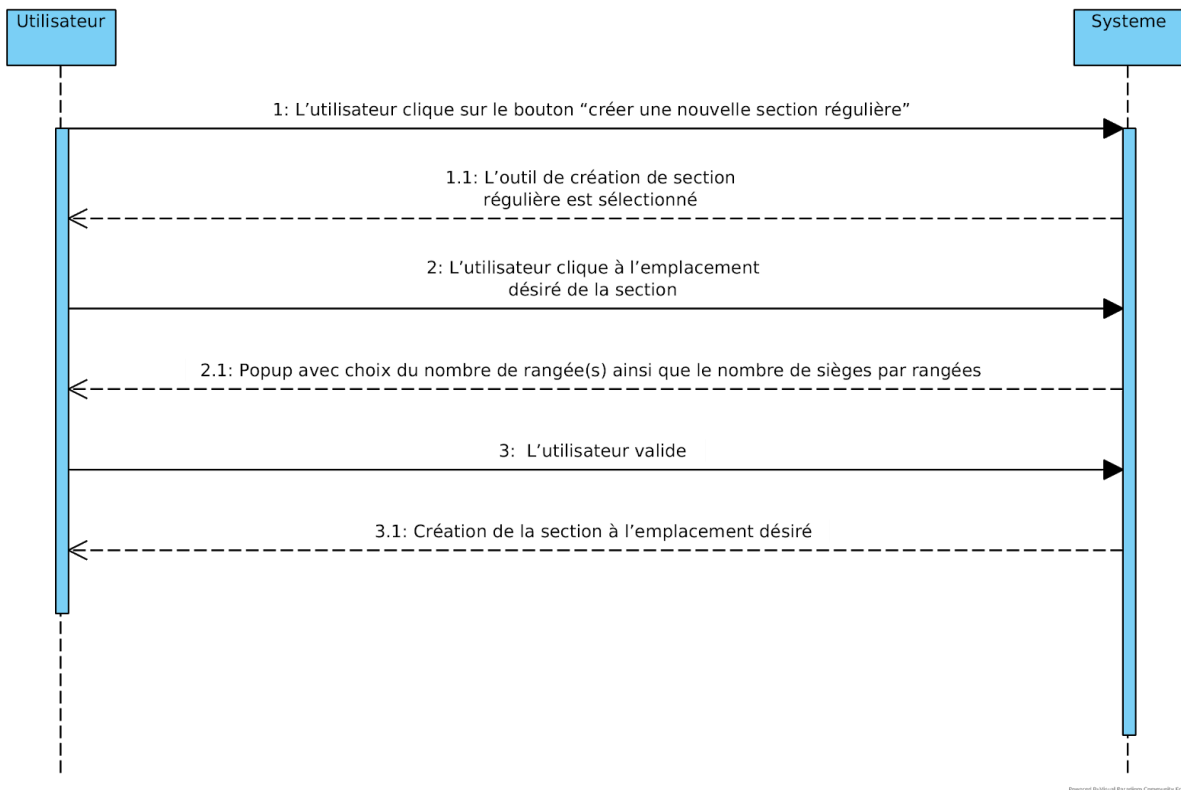 Utilisateur
Systeme
1: L’utilisateur clique sur le bouton “créer une nouvelle section régulière”
1.1: L’outil de création de section
régulière est sélectionné
2: L’utilisateur clique à l’emplacement
désiré de la section
2.1: Popup avec choix du nombre de rangée(s) ainsi que le nombre de sièges par rangées
3: L’utilisateur valide
3.1: Création de la section à l’emplacement désiré